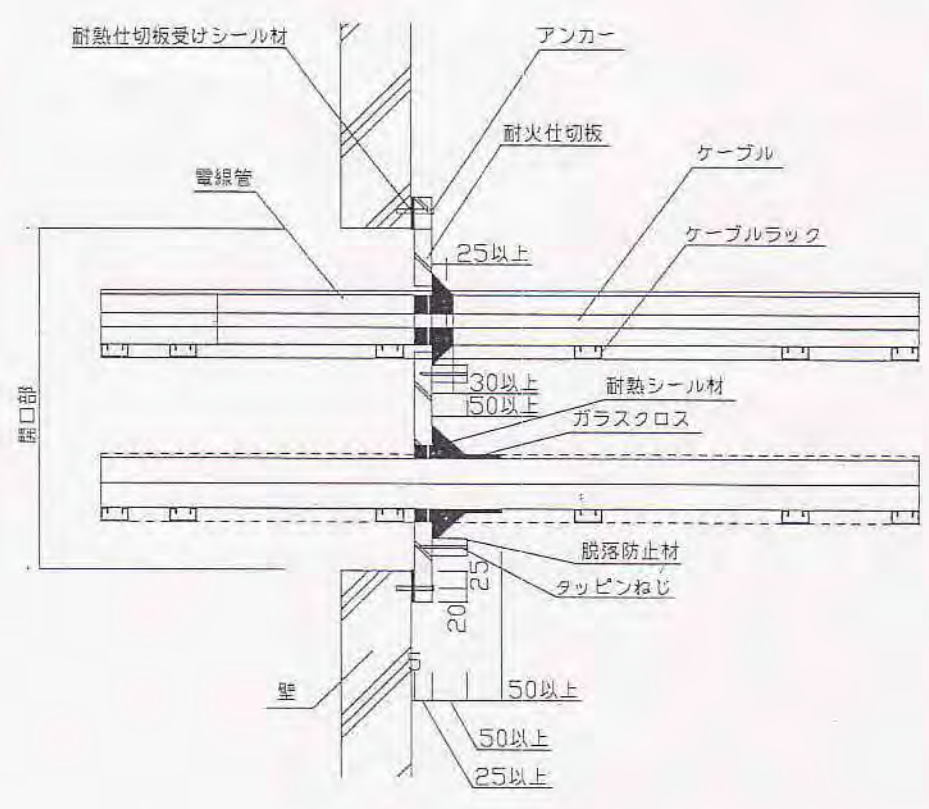 耐熱仕切板受けシール材
アンカー
耐火仕切板
ケーブル
電線管
ケーブルラック
25以上
30以上
50以上
耐熱シール材
ガラスクロス
開口部
脱落防止材
タッピンねじ
25
20
壁
50以上
50以上
25以上